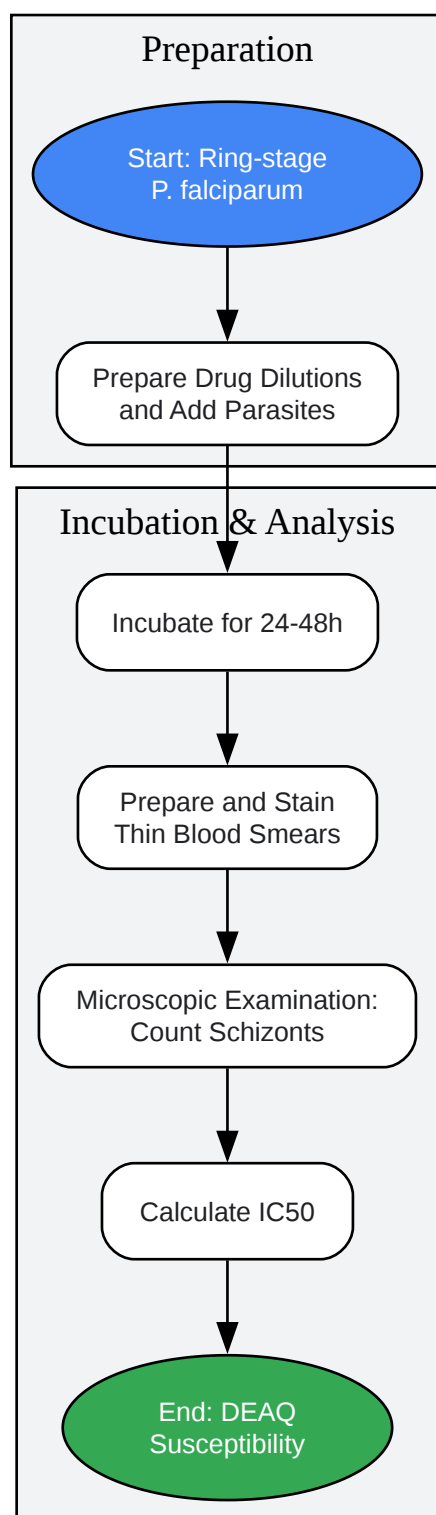 Preparation
Start: Ring-stage
P. falciparum
Prepare Drug Dilutions
and Add Parasites
Incubation & Analysis
Incubate for 24-48h
Prepare and Stain
Thin Blood Smears
Microscopic Examination:
Count Schizonts
Calculate IC50
End: DEAQ
Susceptibility